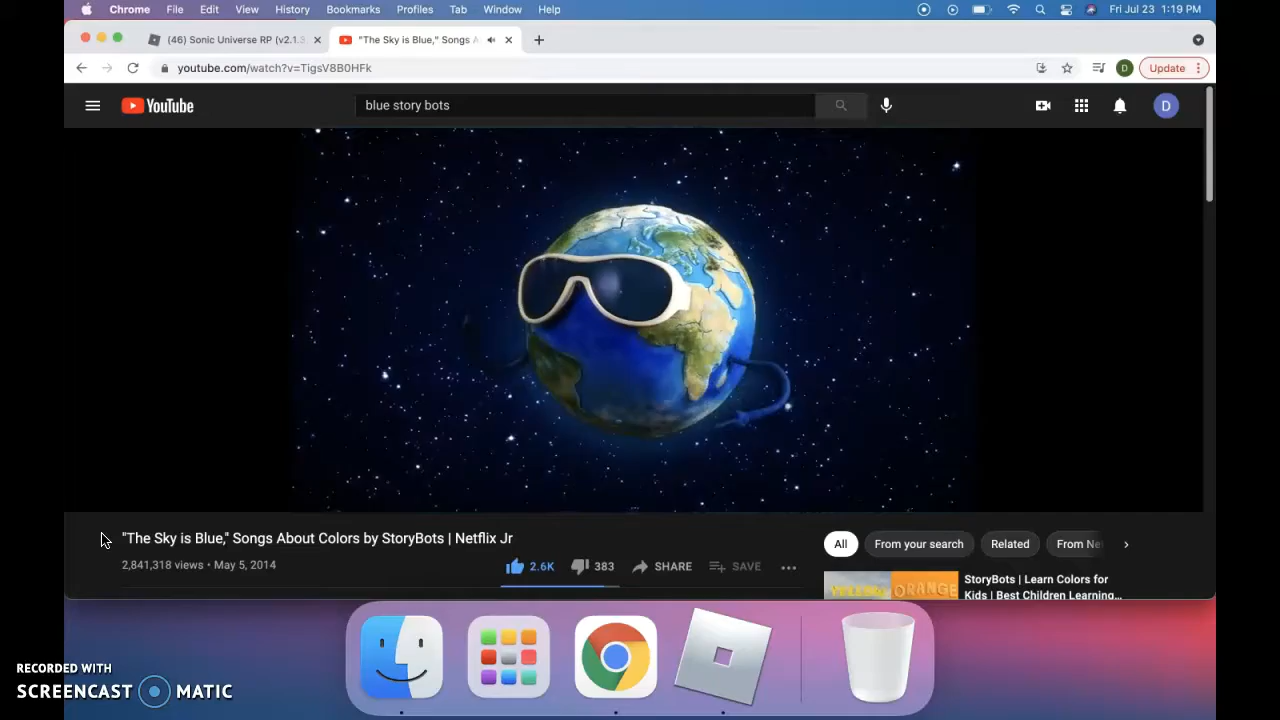 Chrome File Edit View History Bookmarks Profiles Tab Window Help Fri Jul 23 1:19 PM
(46) Sonic Universe RP (v2.1.3
"The Sky is Blue," Songs A
youtube.com/watch?v=TigsV8B0HFk D Update
YouTube blue story bots D
"The Sky is Blue," Songs About Colors by StoryBots | Netflix Jr
2,841,318 views • May 5, 2014
2.6K 383 SHARE SAVE
All From your search Related From Ne
YELLOW ORANGE
StoryBots | Learn Colors for
Kids | Best Children Learning...
RECORDED WITH
SCREENCAST MATIC